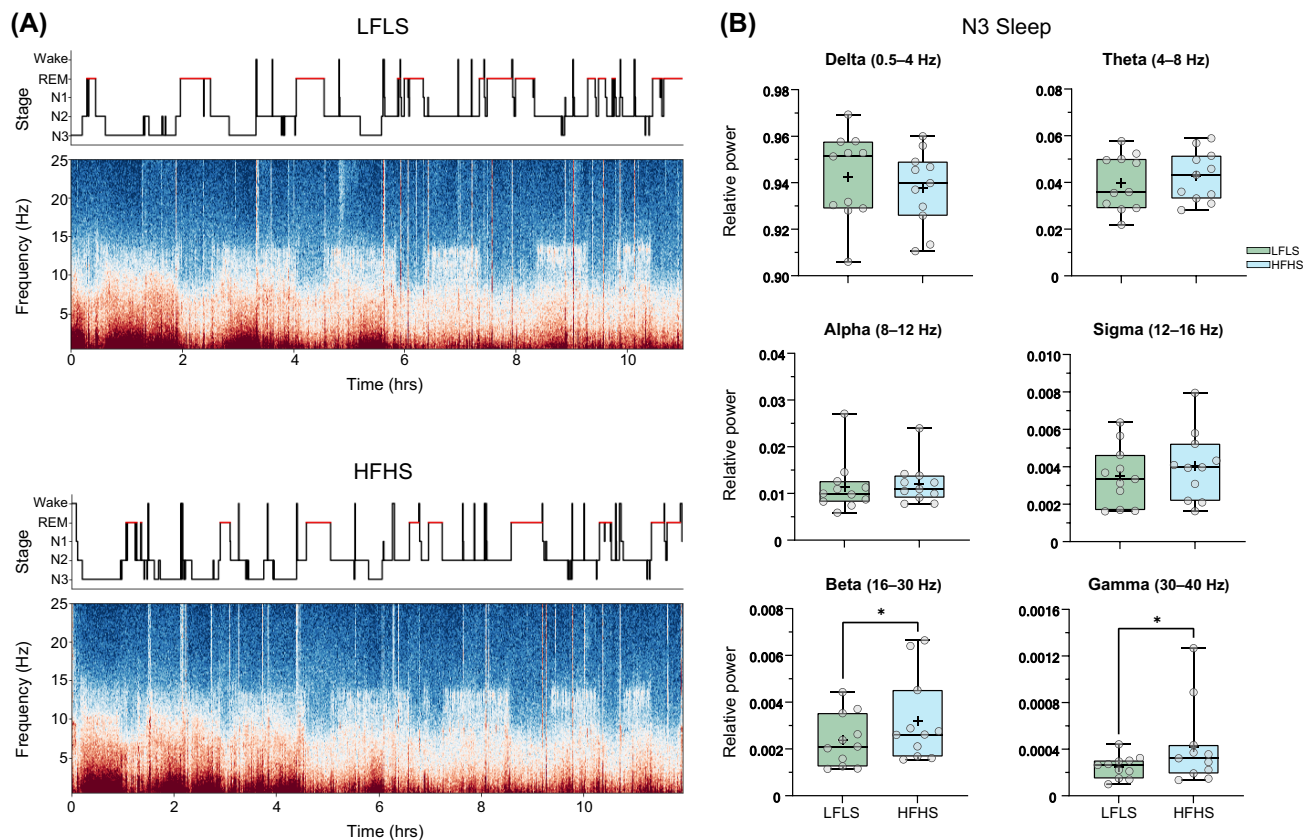 (A)
LFLS
Wake
REM
N1
N2
N3
Stage
25
20
15
10
5
Frequency (Hz)
0 2 4 6 8 10
Time (hrs)
HFHS
Wake
REM
N1
N2
N3
Stage
25
20
15
10
5
Frequency (Hz)
0 2 4 6 8 10
Time (hrs)
(B)
N3 Sleep
Delta (0.5–4 Hz)
0.98
0.96
0.94
0.92
0.90
Relative power
Theta (4–8 Hz)
0.08
0.06
0.04
0.02
0
LFLS
HFHS
Alpha (8–12 Hz)
0.04
0.03
0.02
0.01
0
Relative power
Sigma (12–16 Hz)
0.010
0.008
0.006
0.004
0.002
0
Beta (16–30 Hz)
0.008
0.006
0.004
0.002
0
Relative power
*
LFLS HFHS
Gamma (30–40 Hz)
0.0016
0.0012
0.0008
0.0004
0
*
LFLS HFHS